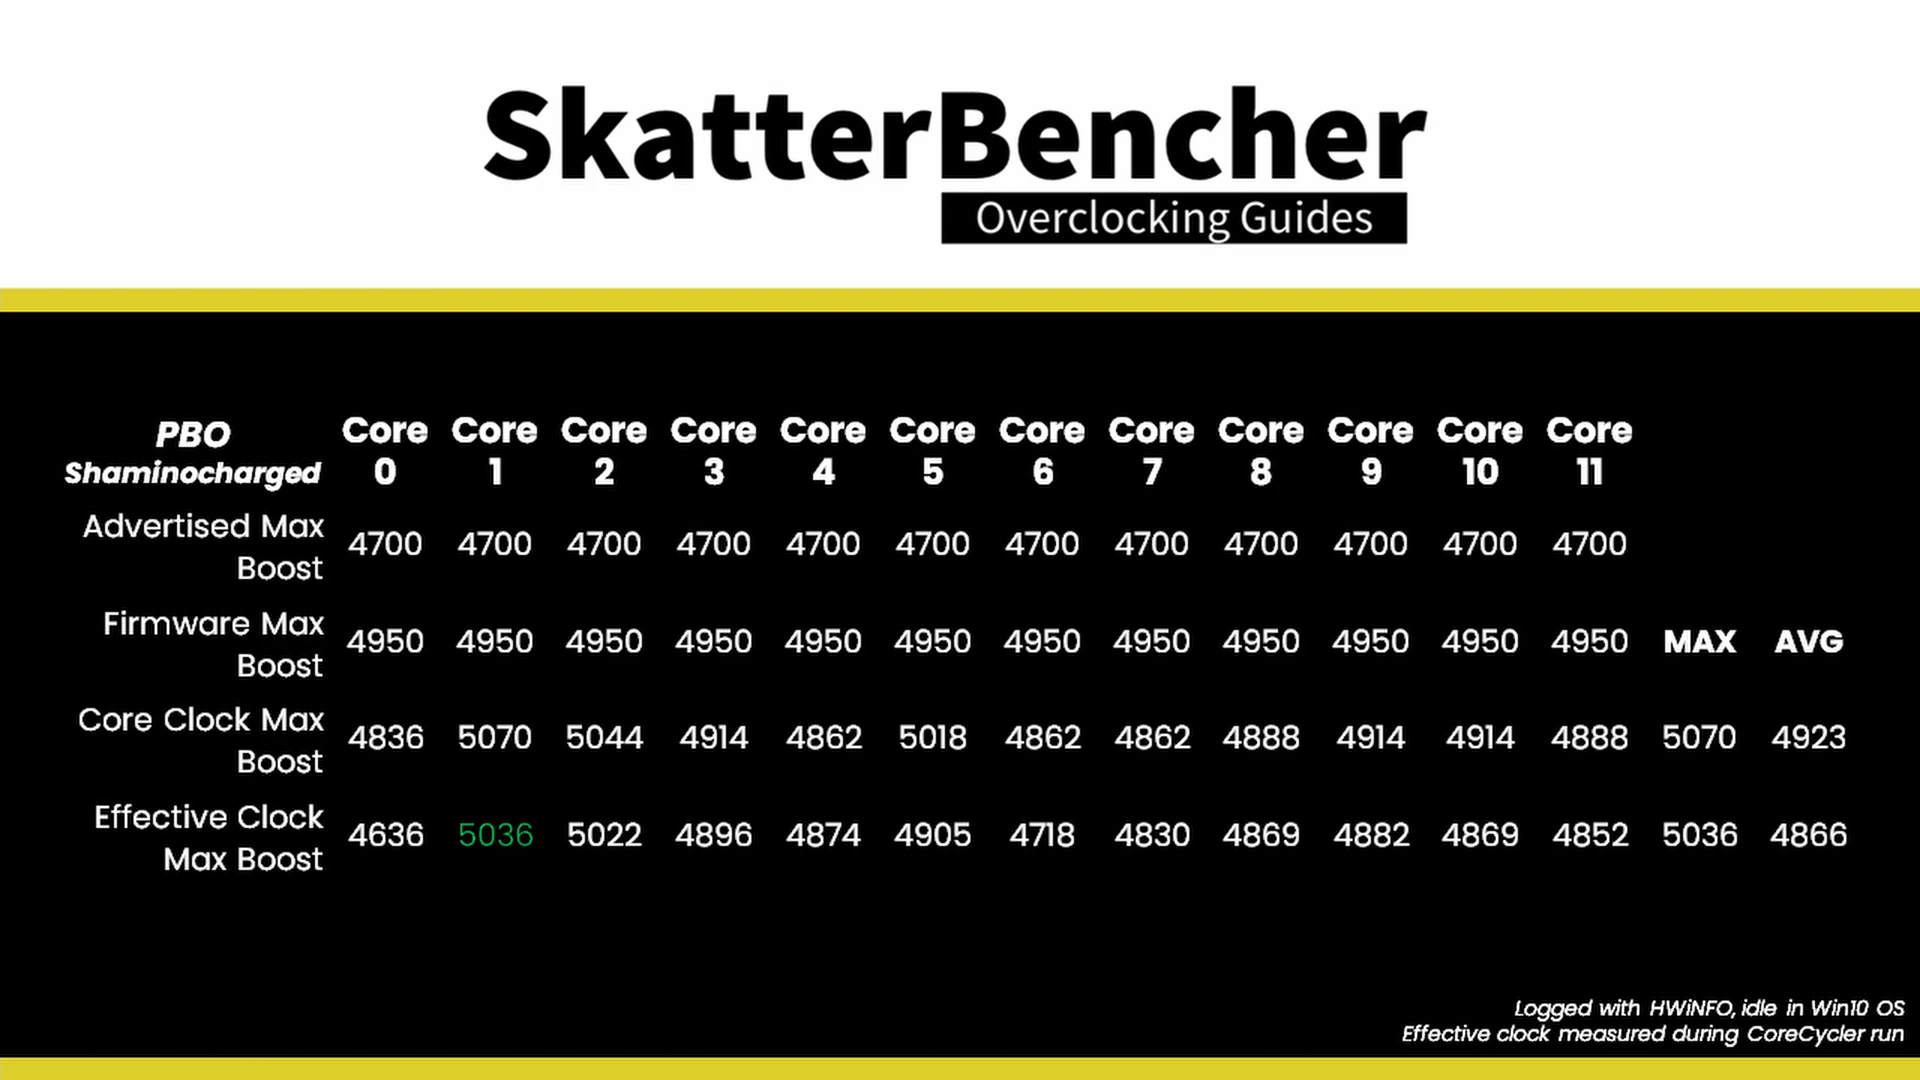 SkatterBencher
Overclocking Guides
PBO Shaminocharged Core 0 Core 1 Core 2 Core 3 Core 4 Core 5 Core 6 Core 7 Core 8 Core 9 Core 10 Core 11
Advertised Max Boost 4700 4700 4700 4700 4700 4700 4700 4700 4700 4700 4700 4700
Firmware Max Boost 4950 4950 4950 4950 4950 4950 4950 4950 4950 4950 4950 4950 MAX AVG
Core Clock Max Boost 4836 5070 5044 4914 4862 5018 4862 4862 4888 4914 4914 4888 5070 4923
Effective Clock Max Boost 4636 5036 5022 4896 4874 4905 4718 4830 4869 4882 4869 4852 5036 4866
Logged with HWiNFO, idle in Win10 OS
Effective clock measured during CoreCycler run